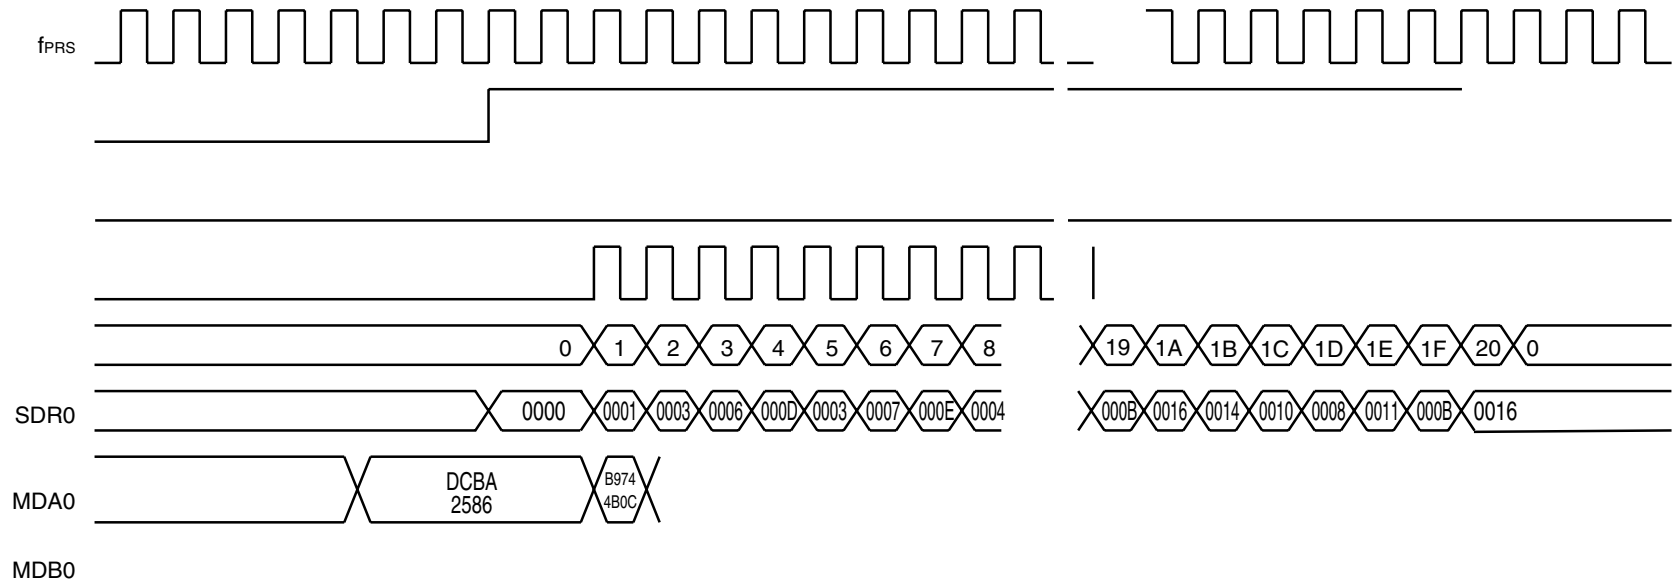 fPRS
0 1 2 3 4 5 6 7 8 19 1A 1B 1C 1D 1E 1F 20 0
SDR0 0000 0001 0003 0006 000D 0003 0007 000E 0004 000B 0016 0014 0010 0008 0011 000B 0016
MDA0 DCBA B974
2586 4B0C
MDB0